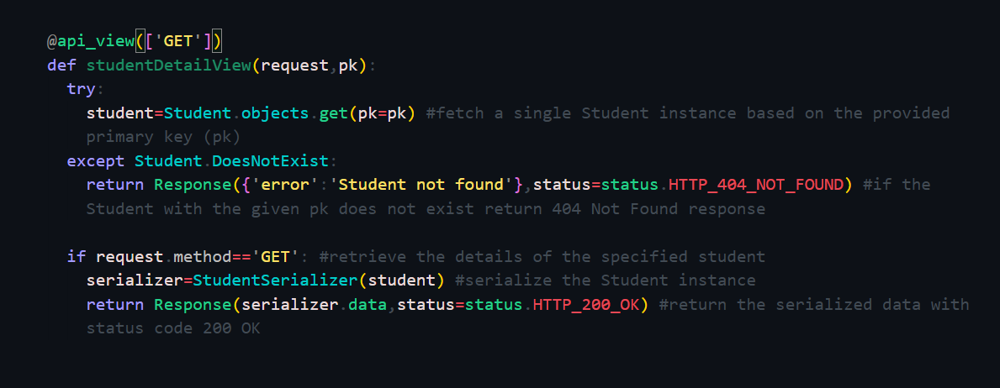 @api_view(['GET'])
def studentDetailView(request,pk):
  try:
    student=Student.objects.get(pk=pk) #fetch a single Student instance based on the provided
    primary key (pk)
  except Student.DoesNotExist:
    return Response({'error':'Student not found'},status=status.HTTP_404_NOT_FOUND) #if the
    Student with the given pk does not exist return 404 Not Found response
  if request.method=='GET': #retrieve the details of the specified student
    serializer=StudentSerializer(student) #serialize the Student instance
    return Response(serializer.data,status=status.HTTP_200_OK) #return the serialized data with
    status code 200 OK